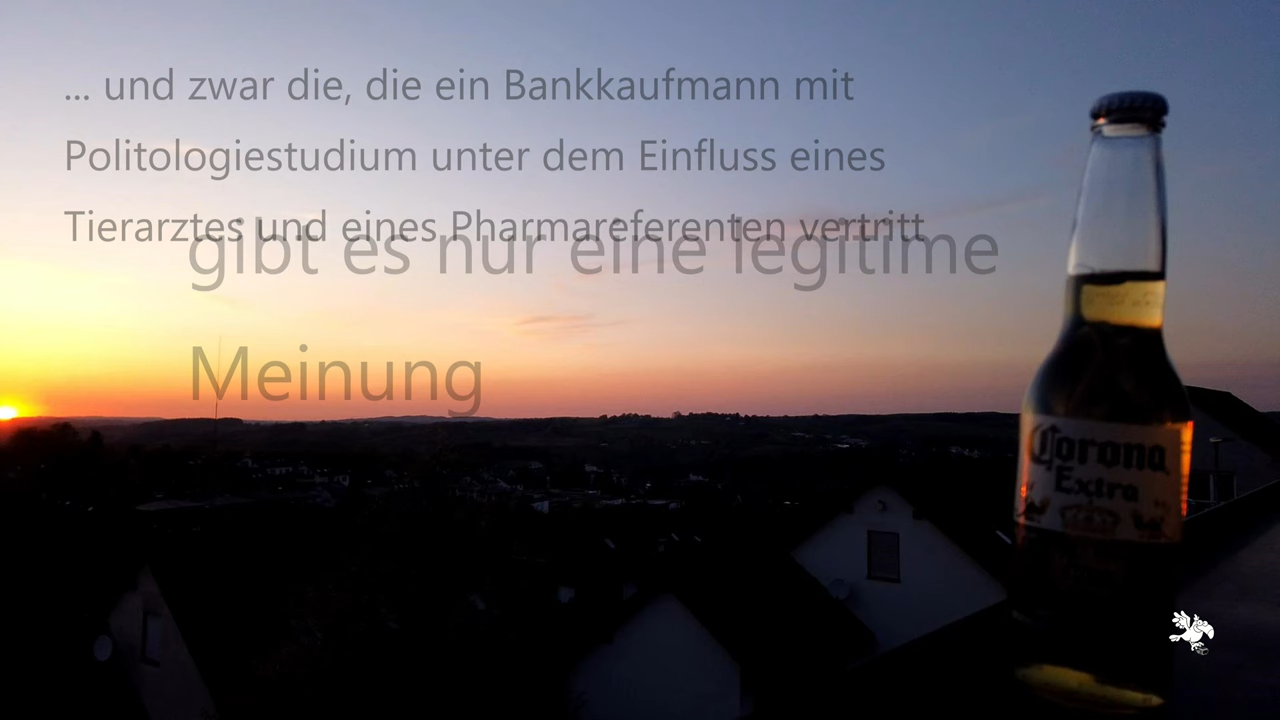 ... und zwar die, die ein Bankkaufmann mit
Politologiestudium unter dem Einfluss eines
Tierarztes und eines Pharmareferenten vertritt
gibt es nur eine legitime
Meinung
Corona
Extra